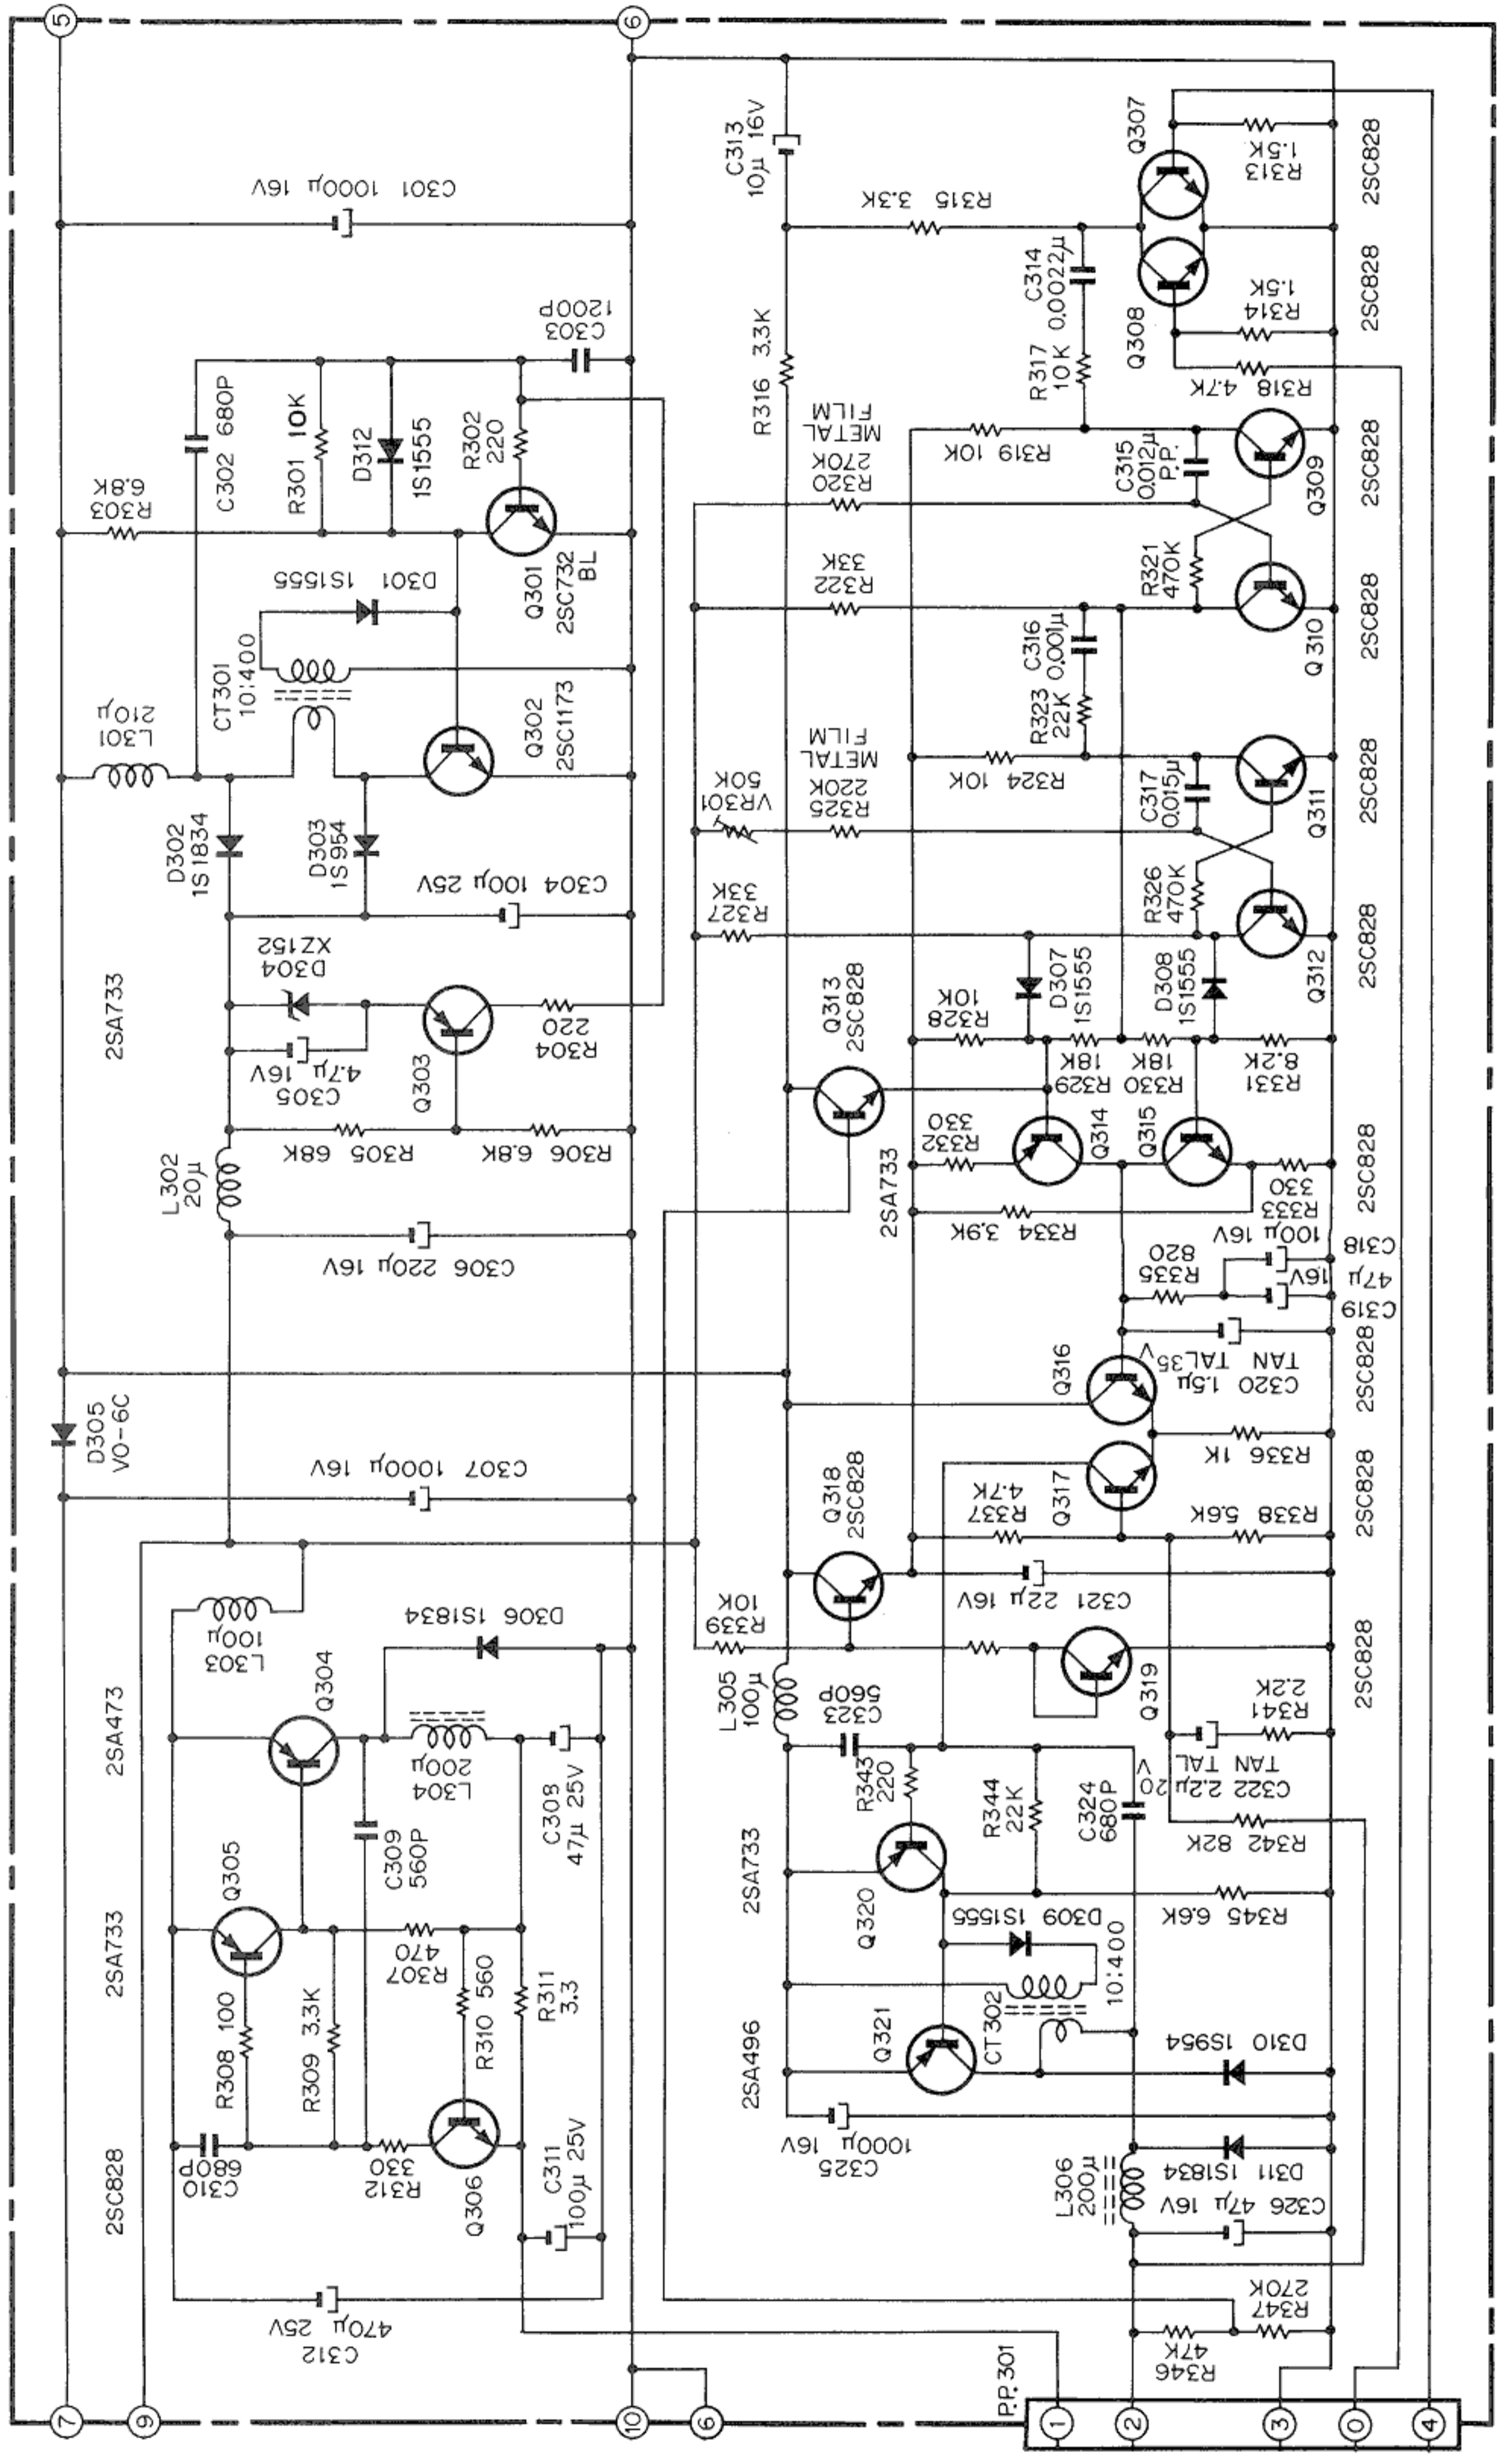 5
6
C301 1000μ 16V
C303
1200P
C302 680P
R301 10K
D312
1S1555
R302
220
R303
6.8K
D301 1S1555
Q301
2SC732
BL
CT301
10:400
L301
210μ
Q302
2SC1173
D302
1S1834
D303
1S954
C304 100μ 25V
D304
XZ152
2SA733
C305
4.7μ 16V
Q303
R304
220
R305 68K
R306 6.8K
L302
20μ
C306 220μ 16V
D305
VO-6C
C307 1000μ 16V
L303
100μ
D306 1S1834
Q304
2SA473
L304
200μ
C308
47μ 25V
C309
560P
Q305
2SA733
R307
470
R308 100
R309 3.3K
R310 560
R311
3.3
C310
680P
R312
330
Q306
2SC828
C311
100μ 25V
C312
470μ 25V
7
9
10
6
C313
10μ 16V
Q307
R313
1.5K
2SC828
R315 3.3K
C314
0.0022μ
R317
10K
Q308
R314
1.5K
2SC828
R318
4.7K
R316 3.3K
R320
270K
METAL
FILM
R319 10K
C315
0.012μ
P.P.
Q309
2SC828
R322
33K
R321
470K
C316
0.001μ
R323
22K
Q310
2SC828
VR301
50K
R325
220K
METAL
FILM
R324 10K
C317
0.015μ
Q311
2SC828
R327
33K
R326
470K
Q312
2SC828
D307
1S1555
D308
1S1555
Q313
2SC828
R328
10K
R329
18K
R330
18K
R331
8.2K
R332
330
2SA733
Q314
Q315
R333
330
2SC828
R334 3.9K
R335
820
100μ 16V
C318
47μ
16V
C319
C320 1.5μ
TAN TAL 35V
Q316
2SC828
R336 1K
Q317
2SC828
R337
4.7K
R338 5.6K
Q318
2SC828
C321 22μ 16V
R339
10K
Q319
2SC828
L305
100μ
C323
560P
R341
2.2K
C322 2.2μ 20V
TAN TAL
R343
220
R344
22K
C324
680P
R342 82K
Q320
2SA733
D309 1S1555
R345 6.6K
CT302
10:400
Q321
2SA496
D310 1S954
C325
1000μ 16V
L306
200μ
D311 1S1834
C326 47μ 16V
R346
47K
R347
270K
P.P.301
1
2
3
0
4